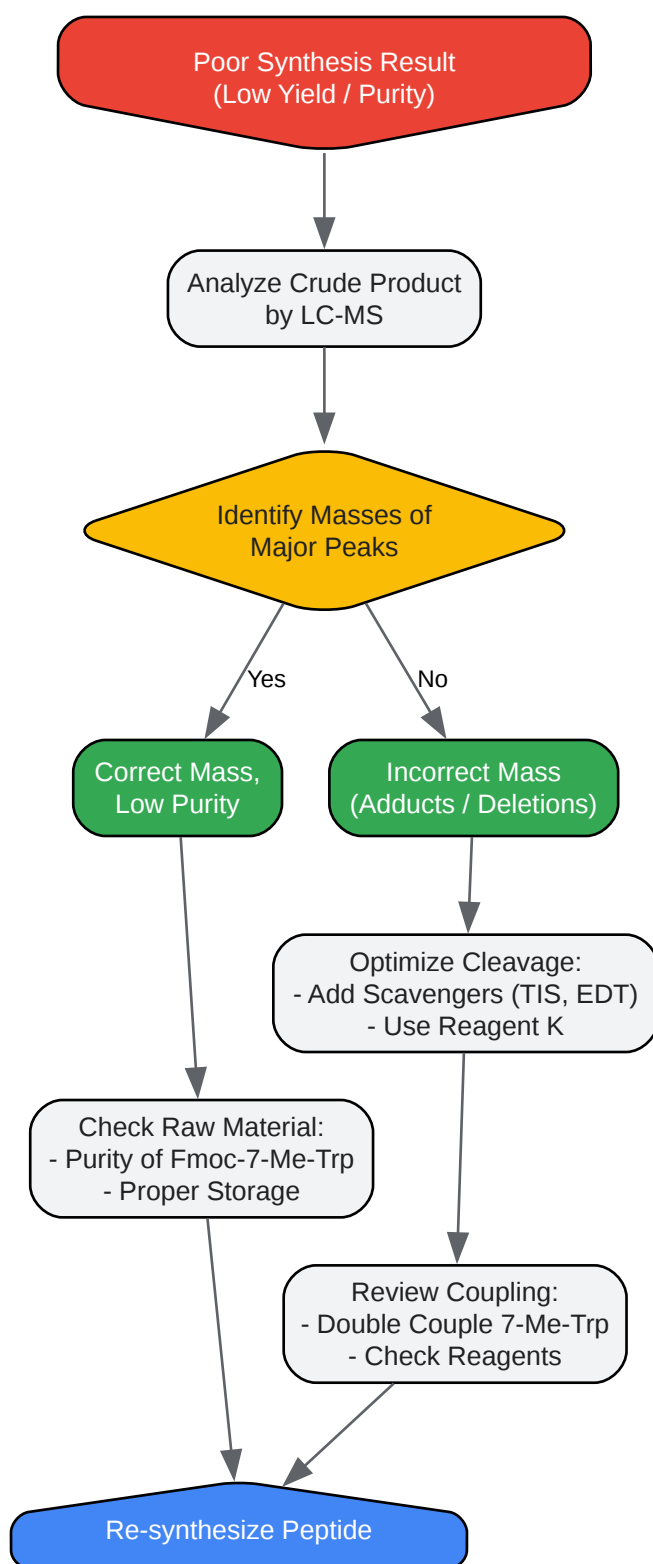 Poor Synthesis Result
(Low Yield / Purity)
Analyze Crude Product
by LC-MS
Identify Masses of
Major Peaks
Yes
No
Correct Mass,
Low Purity
Incorrect Mass
(Adducts / Deletions)
Optimize Cleavage:
- Add Scavengers (TIS, EDT)
- Use Reagent K
Check Raw Material:
- Purity of Fmoc-7-Me-Trp
- Proper Storage
Review Coupling:
- Double Couple 7-Me-Trp
- Check Reagents
Re-synthesize Peptide